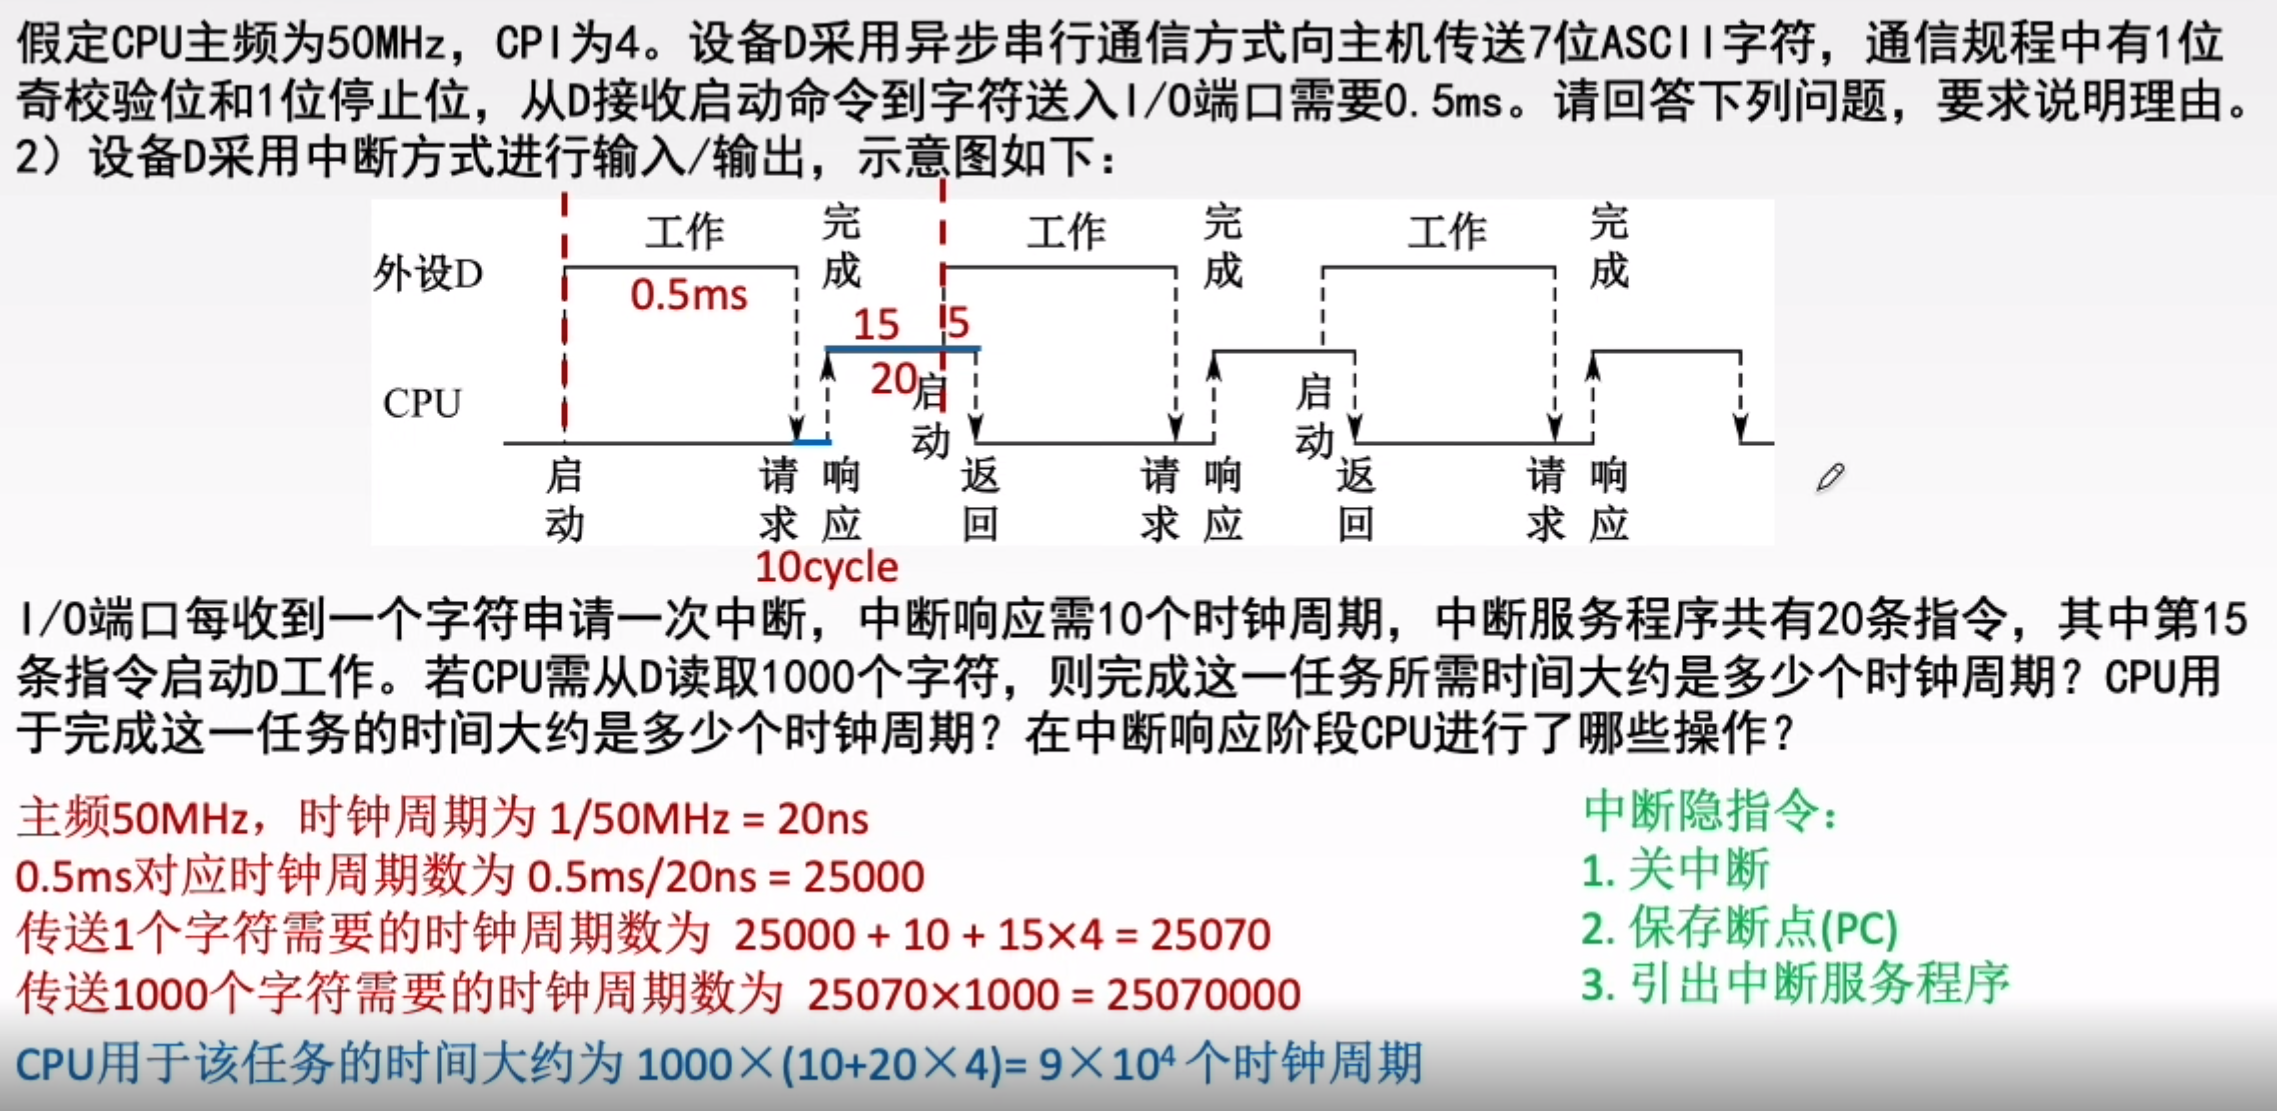 假定CPU主频为50MHz，CPI为4。设备D采用异步串行通信方式向主机传送7位ASCII字符，通信规程中有1位
奇校验位和1位停止位，从D接收启动命令到字符送入I/O端口需要0.5ms。请回答下列问题，要求说明理由。
2）设备D采用中断方式进行输入/输出，示意图如下：
工作 完成 工作 完成 工作 完成
外设D
0.5ms
15 5
20
CPU
启动 启动
启动 请求 响应 返回 请求 响应 返回 请求 响应
10cycle
I/O端口每收到一个字符申请一次中断，中断响应需10个时钟周期，中断服务程序共有20条指令，其中第15
条指令启动D工作。若CPU需从D读取1000个字符，则完成这一任务所需时间大约是多少个时钟周期？CPU用
于完成这一任务的时间大约是多少个时钟周期？在中断响应阶段CPU进行了哪些操作？
主频50MHz，时钟周期为 1/50MHz = 20ns
0.5ms对应时钟周期数为 0.5ms/20ns = 25000
传送1个字符需要的时钟周期数为 25000 + 10 + 15×4 = 25070
传送1000个字符需要的时钟周期数为 25070×1000 = 25070000
CPU用于该任务的时间大约为 1000×(10+20×4)= 9×10⁴ 个时钟周期
中断隐指令：
1. 关中断
2. 保存断点(PC)
3. 引出中断服务程序